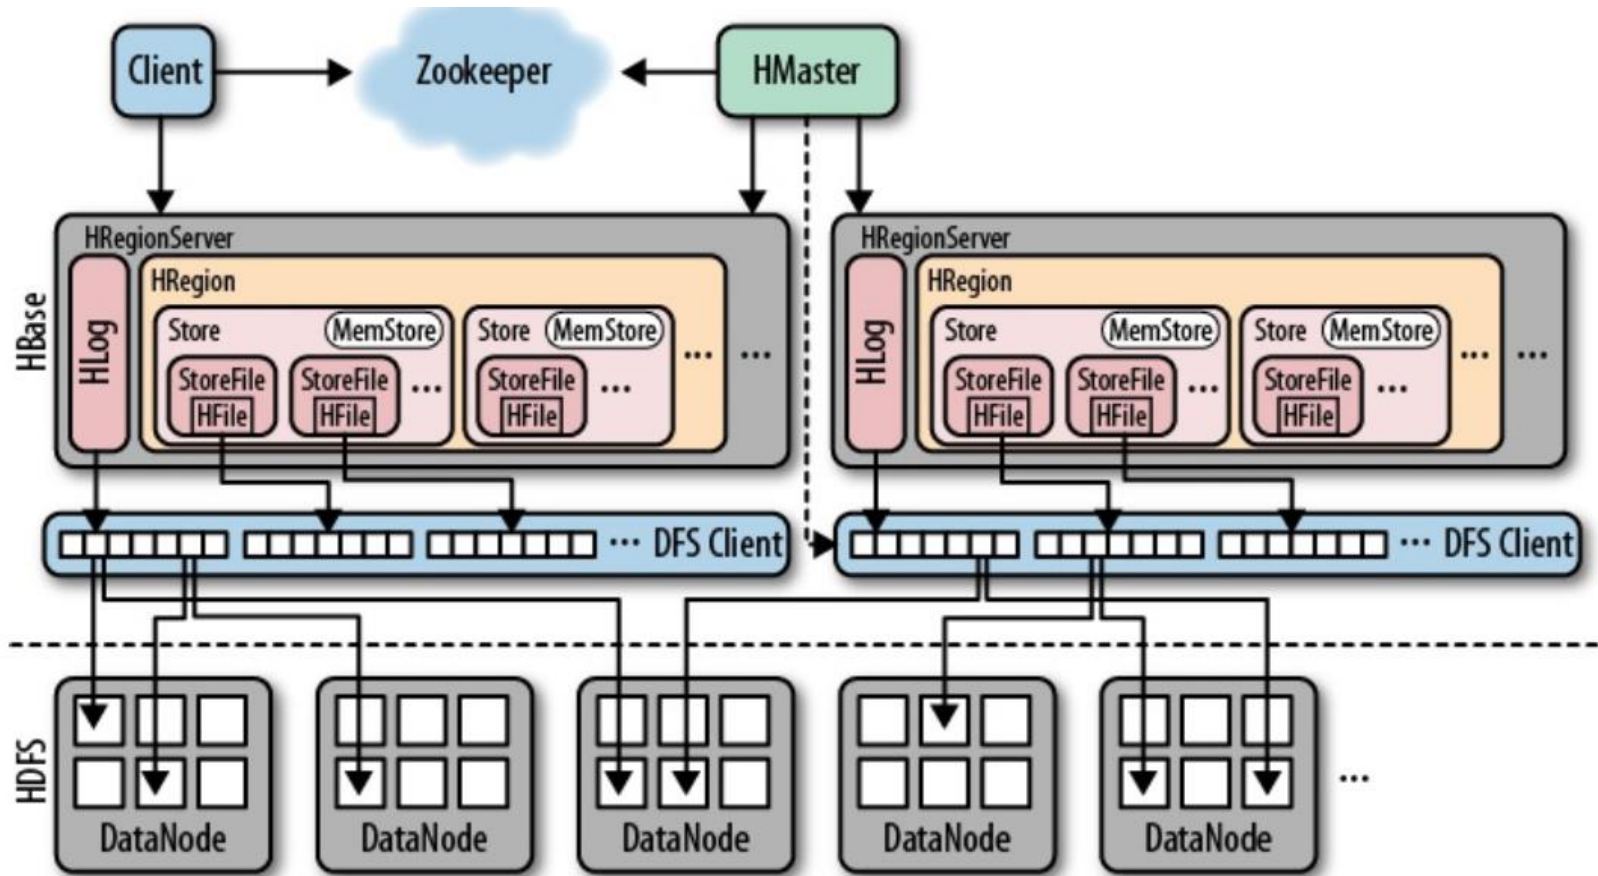 Client
Zookeeper
HMaster
HBase
HRegionServer
HLog
HRegion
Store
MemStore
StoreFile
HFile
StoreFile
HFile
...
Store
MemStore
StoreFile
HFile
...
...
...
HRegionServer
HLog
HRegion
Store
MemStore
StoreFile
HFile
StoreFile
HFile
...
Store
MemStore
StoreFile
HFile
...
...
...
... DFS Client
... DFS Client
HDFS
DataNode
DataNode
DataNode
DataNode
DataNode
...